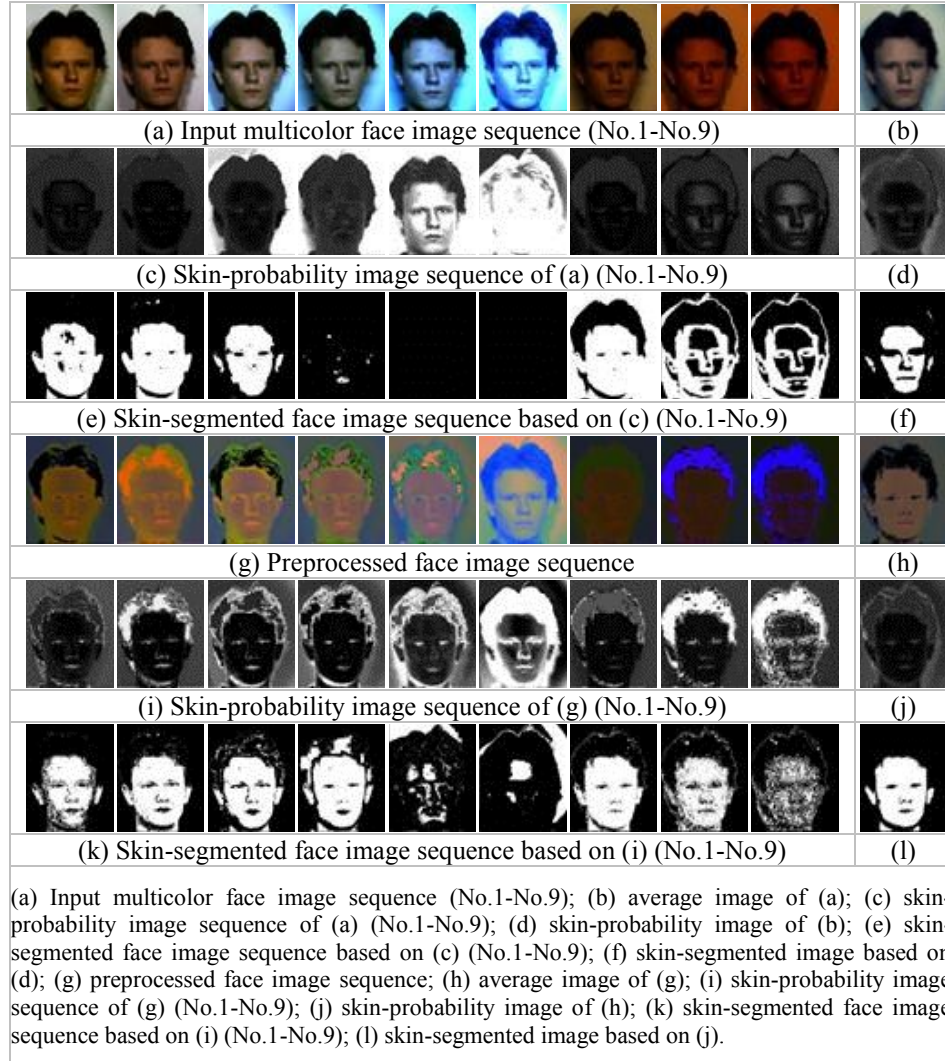 (a) Input multicolor face image sequence (No.1-No.9) (b)
(c) Skin-probability image sequence of (a) (No.1-No.9) (d)
(e) Skin-segmented face image sequence based on (c) (No.1-No.9) (f)
(g) Preprocessed face image sequence (h)
(i) Skin-probability image sequence of (g) (No.1-No.9) (j)
(k) Skin-segmented face image sequence based on (i) (No.1-No.9) (l)
(a) Input multicolor face image sequence (No.1-No.9); (b) average image of (a); (c) skin-
probability image sequence of (a) (No.1-No.9); (d) skin-probability image of (b); (e) skin-
segmented face image sequence based on (c) (No.1-No.9); (f) skin-segmented image based on
(d); (g) preprocessed face image sequence; (h) average image of (g); (i) skin-probability image
sequence of (g) (No.1-No.9); (j) skin-probability image of (h); (k) skin-segmented face image
sequence based on (i) (No.1-No.9); (l) skin-segmented image based on (j).